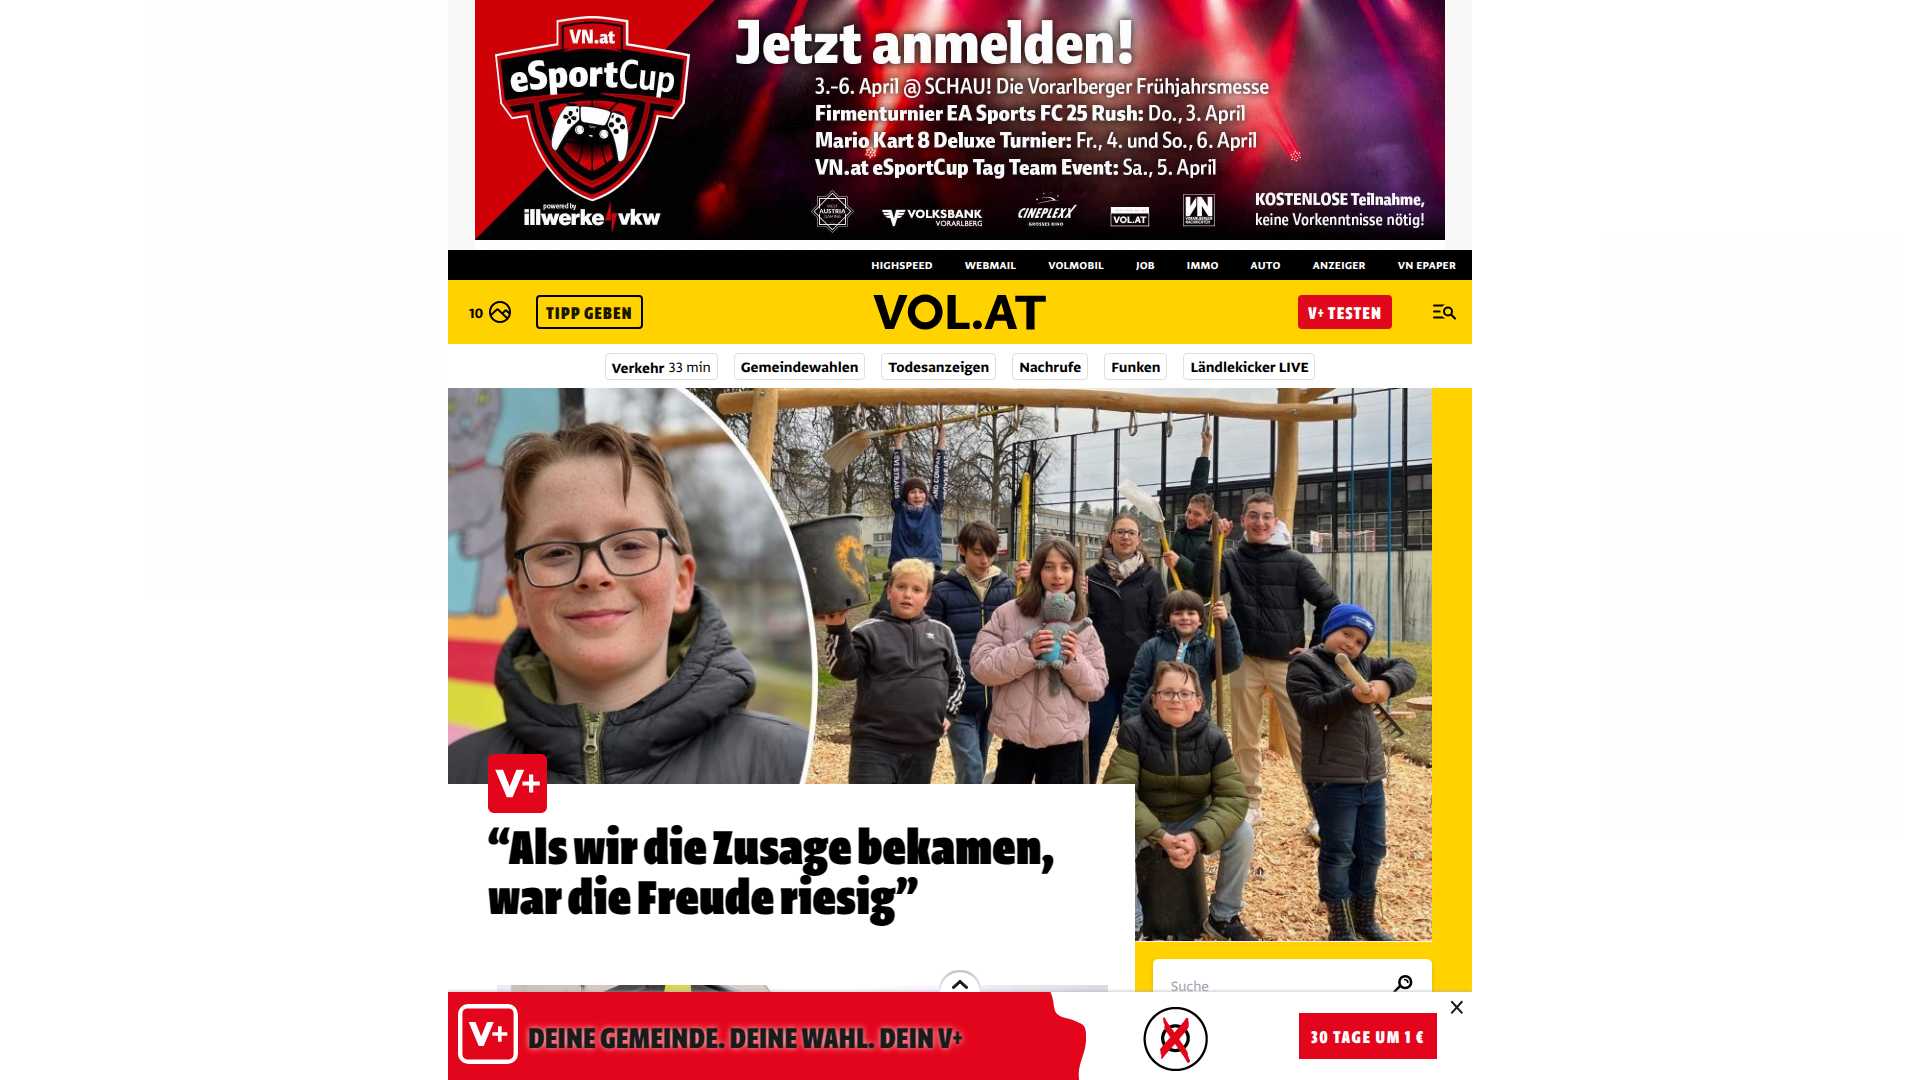 VN.at
eSportCup
powered by
illwerke vkw
Jetzt anmelden!
3.-6. April @ SCHAU! Die Vorarlberger Frühjahrsmesse
Firmenturnier EA Sports FC 25 Rush: Do., 3. April
Mario Kart 8 Deluxe Turnier: Fr., 4. und So., 6. April
VN.at eSportCup Tag Team Event: Sa., 5. April
AUSTRIA
VOLKSBANK
VORARLBERG
CINEPLEXX
GROSSES KINO
VOL.AT
VN
KOSTENLOSE Teilnahme,
keine Vorkenntnisse nötig!
HIGHSPEED WEBMAIL VOLMOBIL JOB IMMO AUTO ANZEIGER VN EPAPER
10
TIPP GEBEN
VOL.AT
V+ TESTEN
Verkehr 33 min Gemeindewahlen Todesanzeigen Nachrufe Funken Ländlekicker LIVE
V+
“Als wir die Zusage bekamen,
war die Freude riesig”
Suche
V+
DEINE GEMEINDE. DEINE WAHL. DEIN V+
30 TAGE UM 1 €